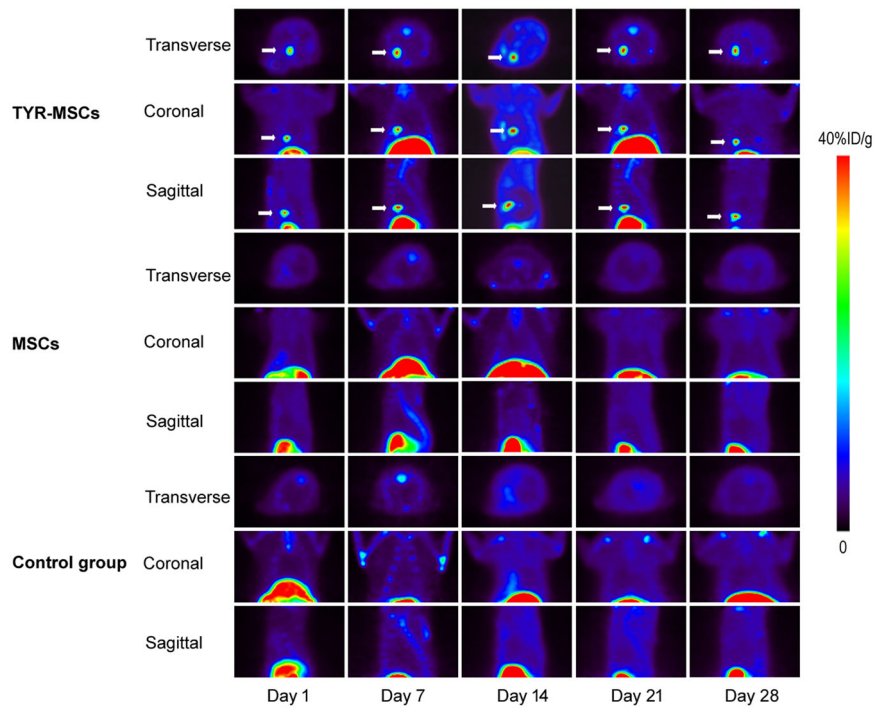 Transverse
TYR-MSCs
Coronal
40%ID/g
Sagittal
Transverse
MSCs
Coronal
Sagittal
Transverse
0
Control group
Coronal
Sagittal
Day 1 Day 7 Day 14 Day 21 Day 28